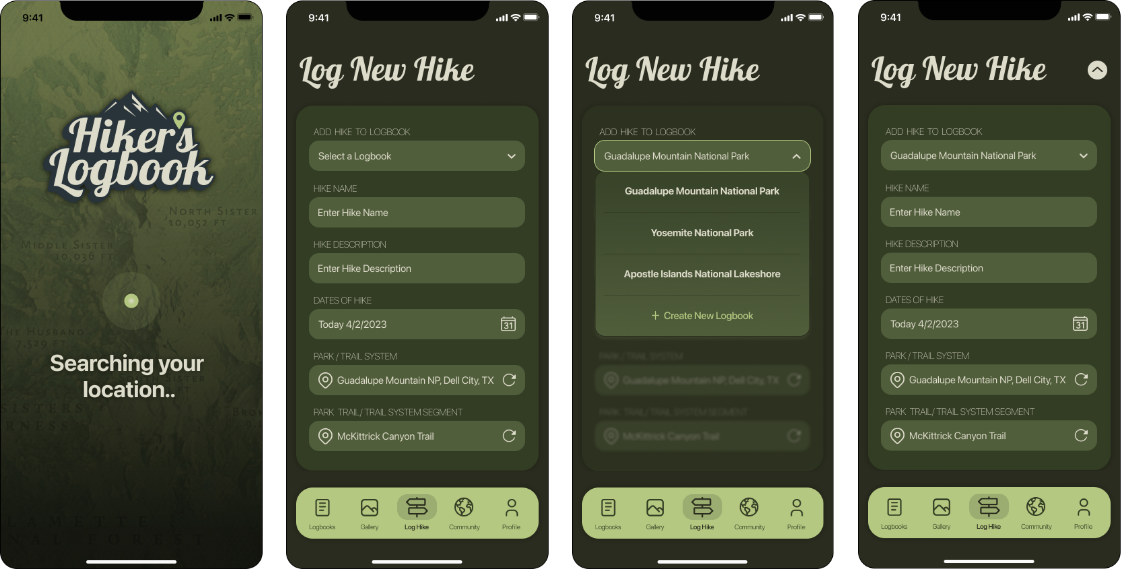 9:41
Hiker's
Logbook
NORTH SISTER
10,052 FT
MIDDLE SISTER
10,030 FT
THE HUSBAND
7,520 FT
Searching your
location..
SISTERS
9:41
Log New Hike
ADD HIKE TO LOGBOOK
Select a Logbook
HIKE NAME
Enter Hike Name
HIKE DESCRIPTION
Enter Hike Description
DATES OF HIKE
Today 4/2/2023
31
PARK / TRAIL SYSTEM
Guadalupe Mountain NP, Dell City, TX
PARK TRAIL/ TRAIL SYSTEM SEGMENT
McKittrick Canyon Trail
Logbooks Gallery Log Hike Community Profile
9:41
Log New Hike
ADD HIKE TO LOGBOOK
Guadalupe Mountain National Park
Guadalupe Mountain National Park
Yosemite National Park
Apostle Islands National Lakeshore
+ Create New Logbook
PARK / TRAIL SYSTEM
Guadalupe Mountain NP, Dell City, TX
PARK TRAIL/ TRAIL SYSTEM SEGMENT
McKittrick Canyon Trail
Logbooks Gallery Log Hike Community Profile
9:41
Log New Hike
ADD HIKE TO LOGBOOK
Guadalupe Mountain National Park
HIKE NAME
Enter Hike Name
HIKE DESCRIPTION
Enter Hike Description
DATES OF HIKE
Today 4/2/2023
31
PARK / TRAIL SYSTEM
Guadalupe Mountain NP, Dell City, TX
PARK TRAIL/ TRAIL SYSTEM SEGMENT
McKittrick Canyon Trail
Logbooks Gallery Log Hike Community Profile